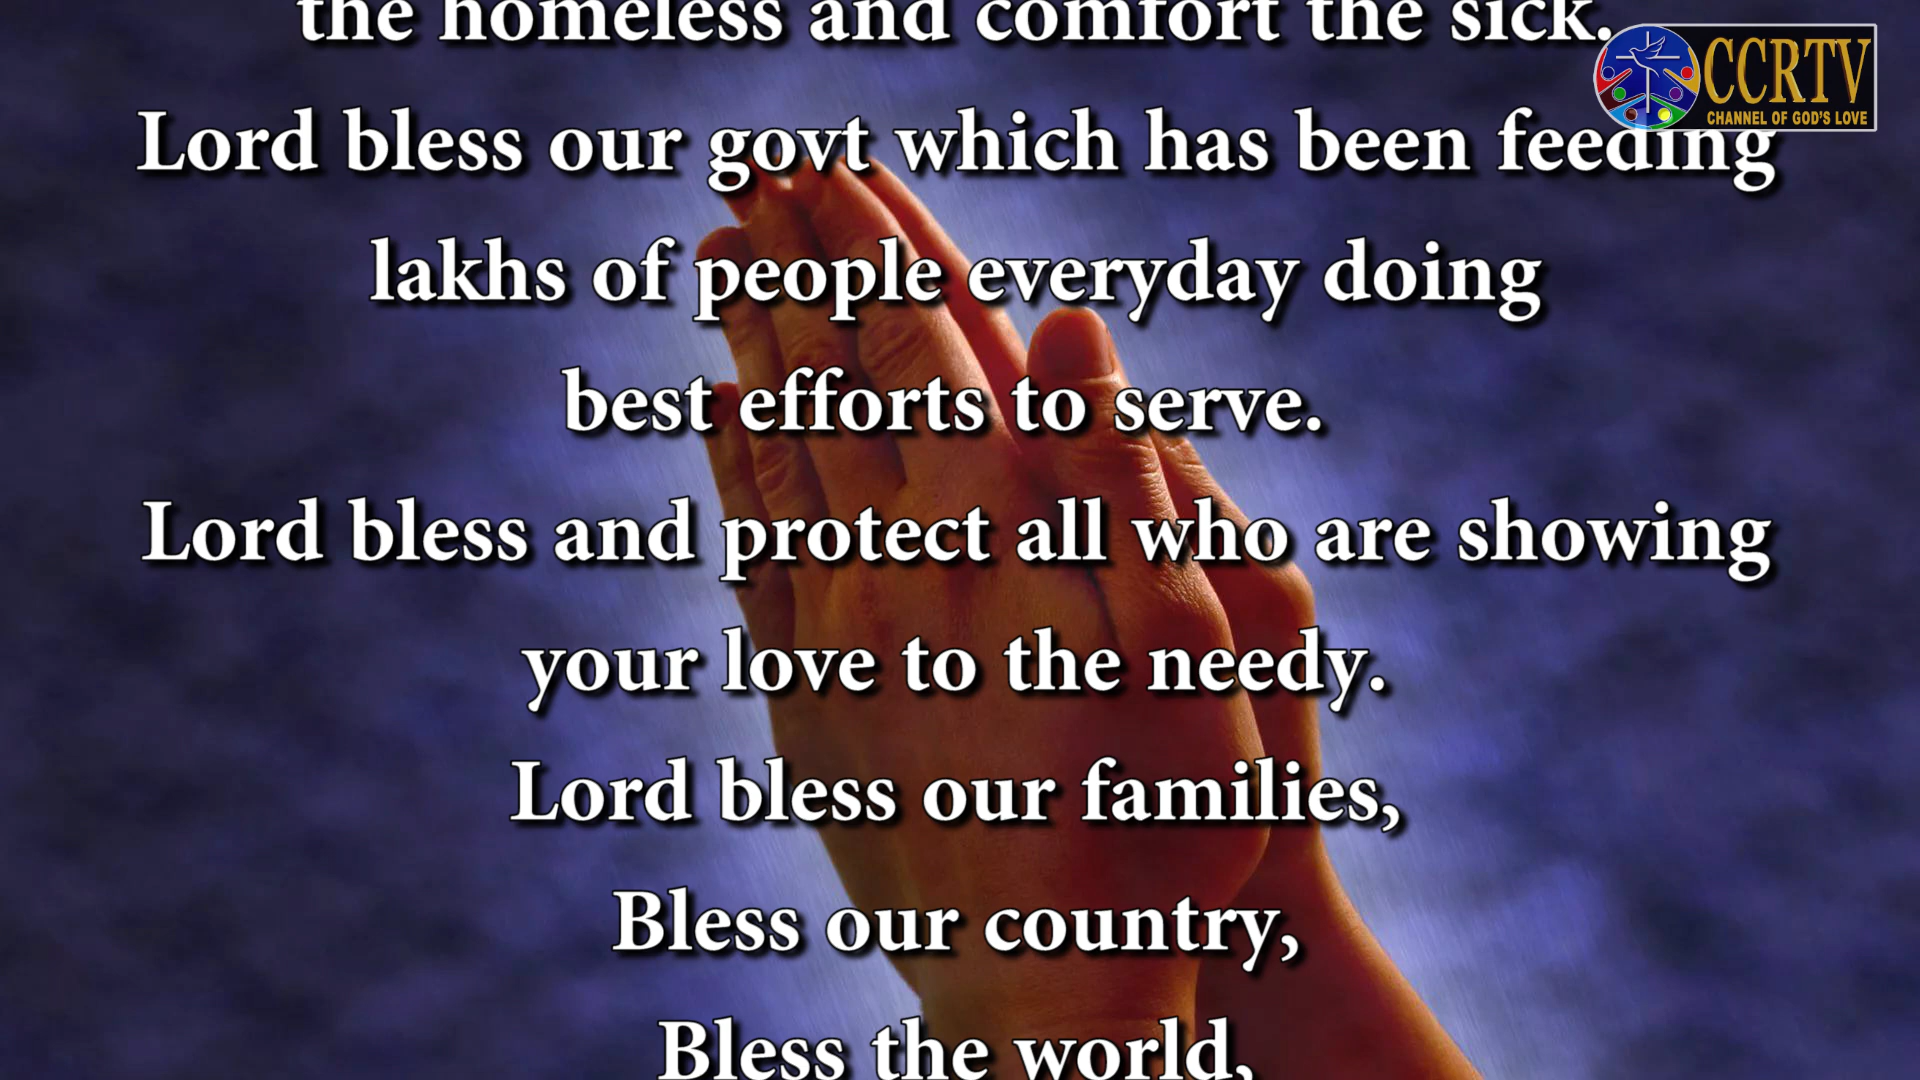 the homeless and comfort the sick.
CCRTV
CHANNEL OF GOD'S LOVE
Lord bless our govt which has been feeding
lakhs of people everyday doing
best efforts to serve.
Lord bless and protect all who are showing
your love to the needy.
Lord bless our families,
Bless our country,
Bless the world,